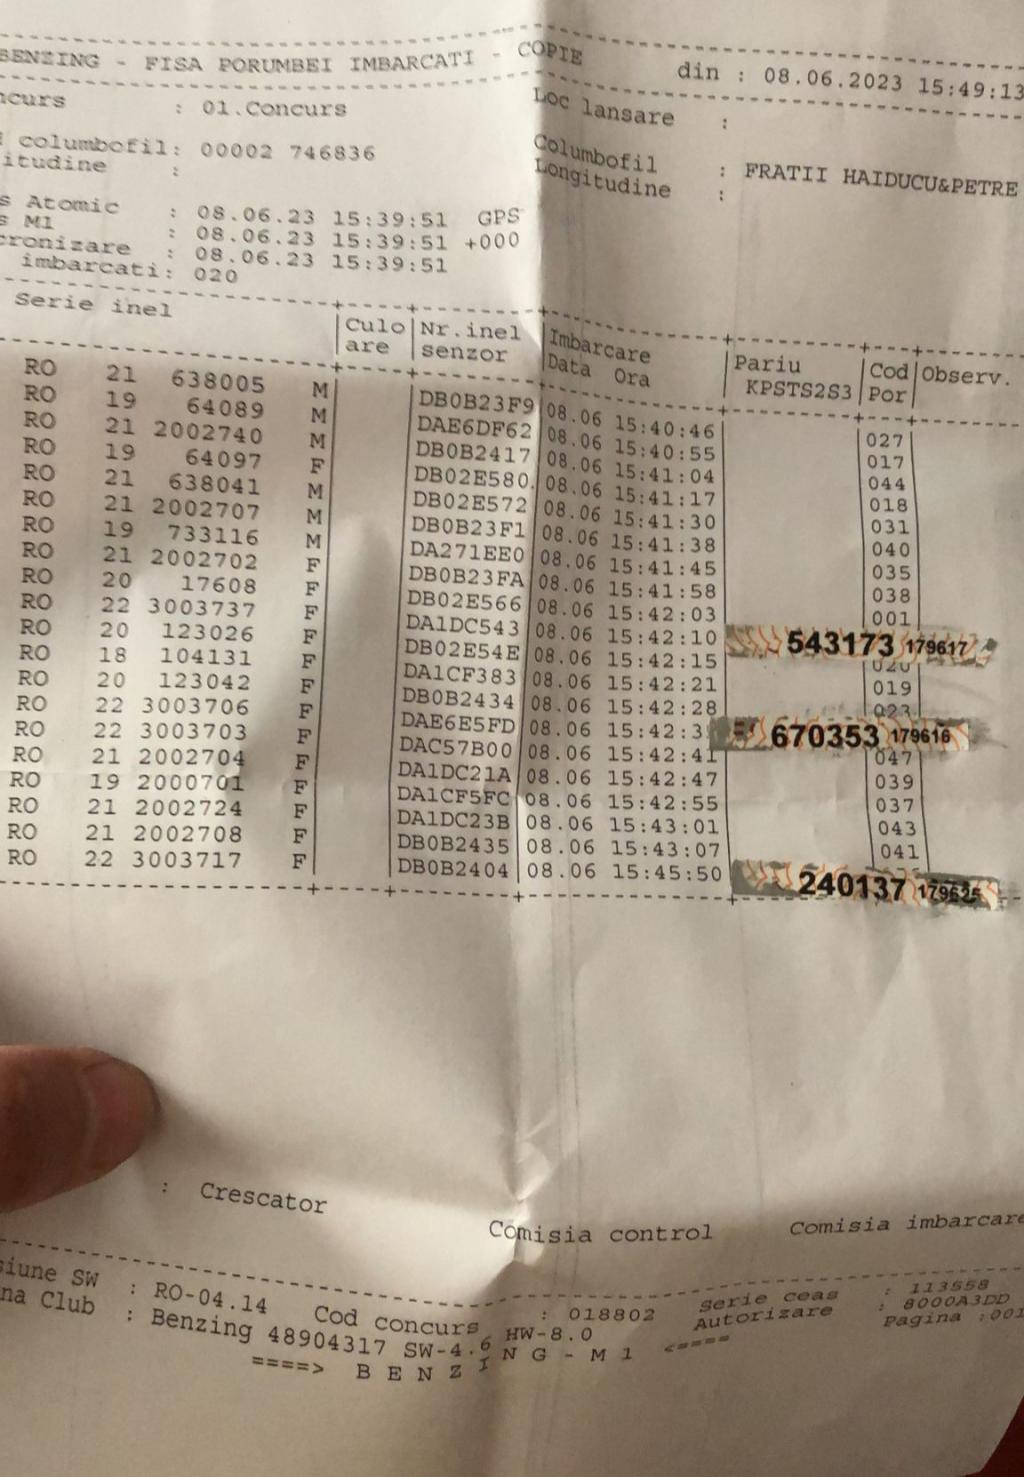 BENZING - FISA PORUMBEI IMBARCATI - COPIE din : 08.06.2023 15:49:13
ncurs : 01.Concurs Loc lansare :
columbofil: 00002 746836 Columbofil : FRATII HAIDUCU&PETRE
itudine : Longitudine :
s Atomic : 08.06.23 15:39:51 GPS
s M1 : 08.06.23 15:39:51 +000
cronizare : 08.06.23 15:39:51
imbarcati: 020
Serie inel Culo Nr.inel Imbarcare Pariu Cod Observ.
are senzor Data Ora KPSTS2S3 Por
RO 21 638005 M DB0B23F9 08.06 15:40:46 027
RO 19 64089 M DAE6DF62 08.06 15:40:55 017
RO 21 2002740 M DB0B2417 08.06 15:41:04 044
RO 19 64097 F DB02E580 08.06 15:41:17 018
RO 21 638041 M DB02E572 08.06 15:41:30 031
RO 21 2002707 M DB0B23F1 08.06 15:41:38 040
RO 19 733116 M DA271EE0 08.06 15:41:45 035
RO 21 2002702 F DB0B23FA 08.06 15:41:58 038
RO 20 17608 F DB02E566 08.06 15:42:03 001
RO 22 3003737 F DA1DC543 08.06 15:42:10 543173 179617
RO 20 123026 F DB02E54E 08.06 15:42:15 020
RO 18 104131 F DA1CF383 08.06 15:42:21 019
RO 20 123042 F DB0B2434 08.06 15:42:28 023
RO 22 3003706 F DAE6E5FD 08.06 15:42:3 670353 179616
RO 22 3003703 F DAC57B00 08.06 15:42:41 047
RO 21 2002704 F DA1DC21A 08.06 15:42:47 039
RO 19 2000701 F DA1CF5FC 08.06 15:42:55 037
RO 21 2002724 F DA1DC23B 08.06 15:43:01 043
RO 21 2002708 F DB0B2435 08.06 15:43:07 041
RO 22 3003717 F DB0B2404 08.06 15:45:50 240137 179625
: Crescator Comisia control Comisia imbarcare
siune SW : RO-04.14 Cod concurs : 018802 Serie ceas : 113558
na Club : Benzing 48904317 SW-4.6 HW-8.0 Autorizare : 8000A3DD
====> B E N Z I N G - M 1 <==== Pagina :001